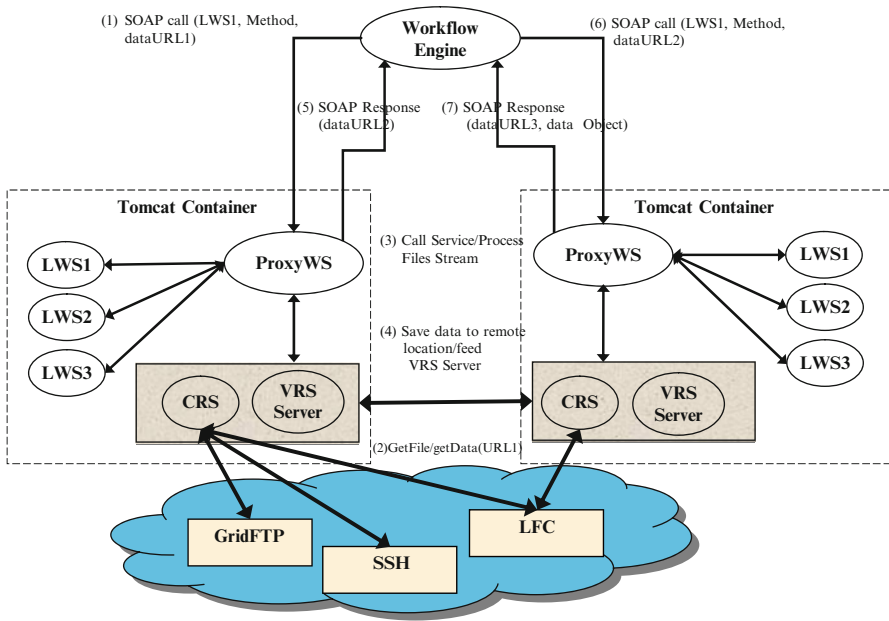 (1) SOAP call (LWS1, Method,
dataURL1)
Workflow
Engine
(6) SOAP call (LWS1, Method,
dataURL2)
(5) SOAP Response
(dataURL2)
(7) SOAP Response
(dataURL3, data Object)
Tomcat Container
Tomcat Container
LWS1
LWS2
LWS3
ProxyWS
(3) Call Service/Process
Files Stream
ProxyWS
LWS1
LWS2
LWS3
(4) Save data to remote
location/feed
VRS Server
CRS
VRS
Server
CRS
VRS
Server
(2)GetFile/getData(URL1)
GridFTP
SSH
LFC